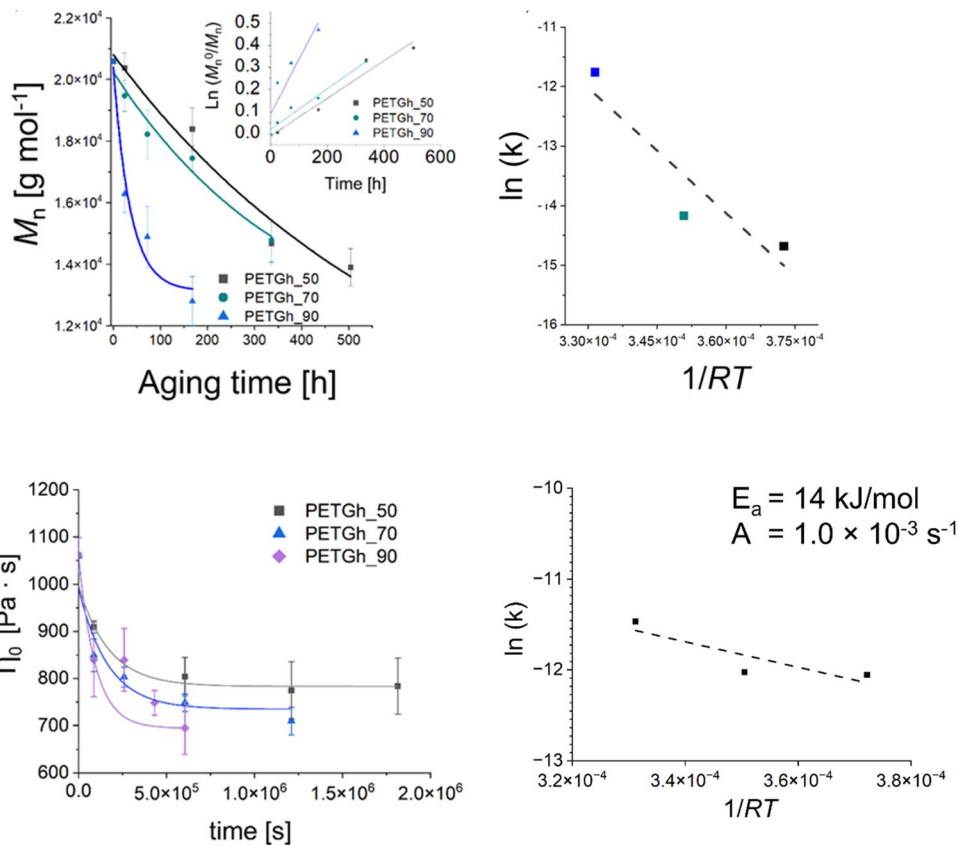 2.2×10⁴
2.0×10⁴
1.8×10⁴
1.6×10⁴
1.4×10⁴
1.2×10⁴
Mn [g mol⁻¹]
0 100 200 300 400 500
Aging time [h]
PETGh_50
PETGh_70
PETGh_90
0.5
0.4
0.3
0.2
0.1
0.0
Ln (Mn⁰/Mn)
PETGh_50
PETGh_70
PETGh_90
0 200 400 600
Time [h]
-11
-12
-13
-14
-15
-16
ln (k)
3.30×10⁻⁴ 3.45×10⁻⁴ 3.60×10⁻⁴ 3.75×10⁻⁴
1/RT
1200
1100
1000
900
800
700
600
η₀ [Pa · s]
PETGh_50
PETGh_70
PETGh_90
0.0 5.0×10⁵ 1.0×10⁶ 1.5×10⁶ 2.0×10⁶
time [s]
−10
−11
−12
−13
ln (k)
Eₐ = 14 kJ/mol
A = 1.0 × 10⁻³ s⁻¹
3.2×10⁻⁴ 3.4×10⁻⁴ 3.6×10⁻⁴ 3.8×10⁻⁴
1/RT